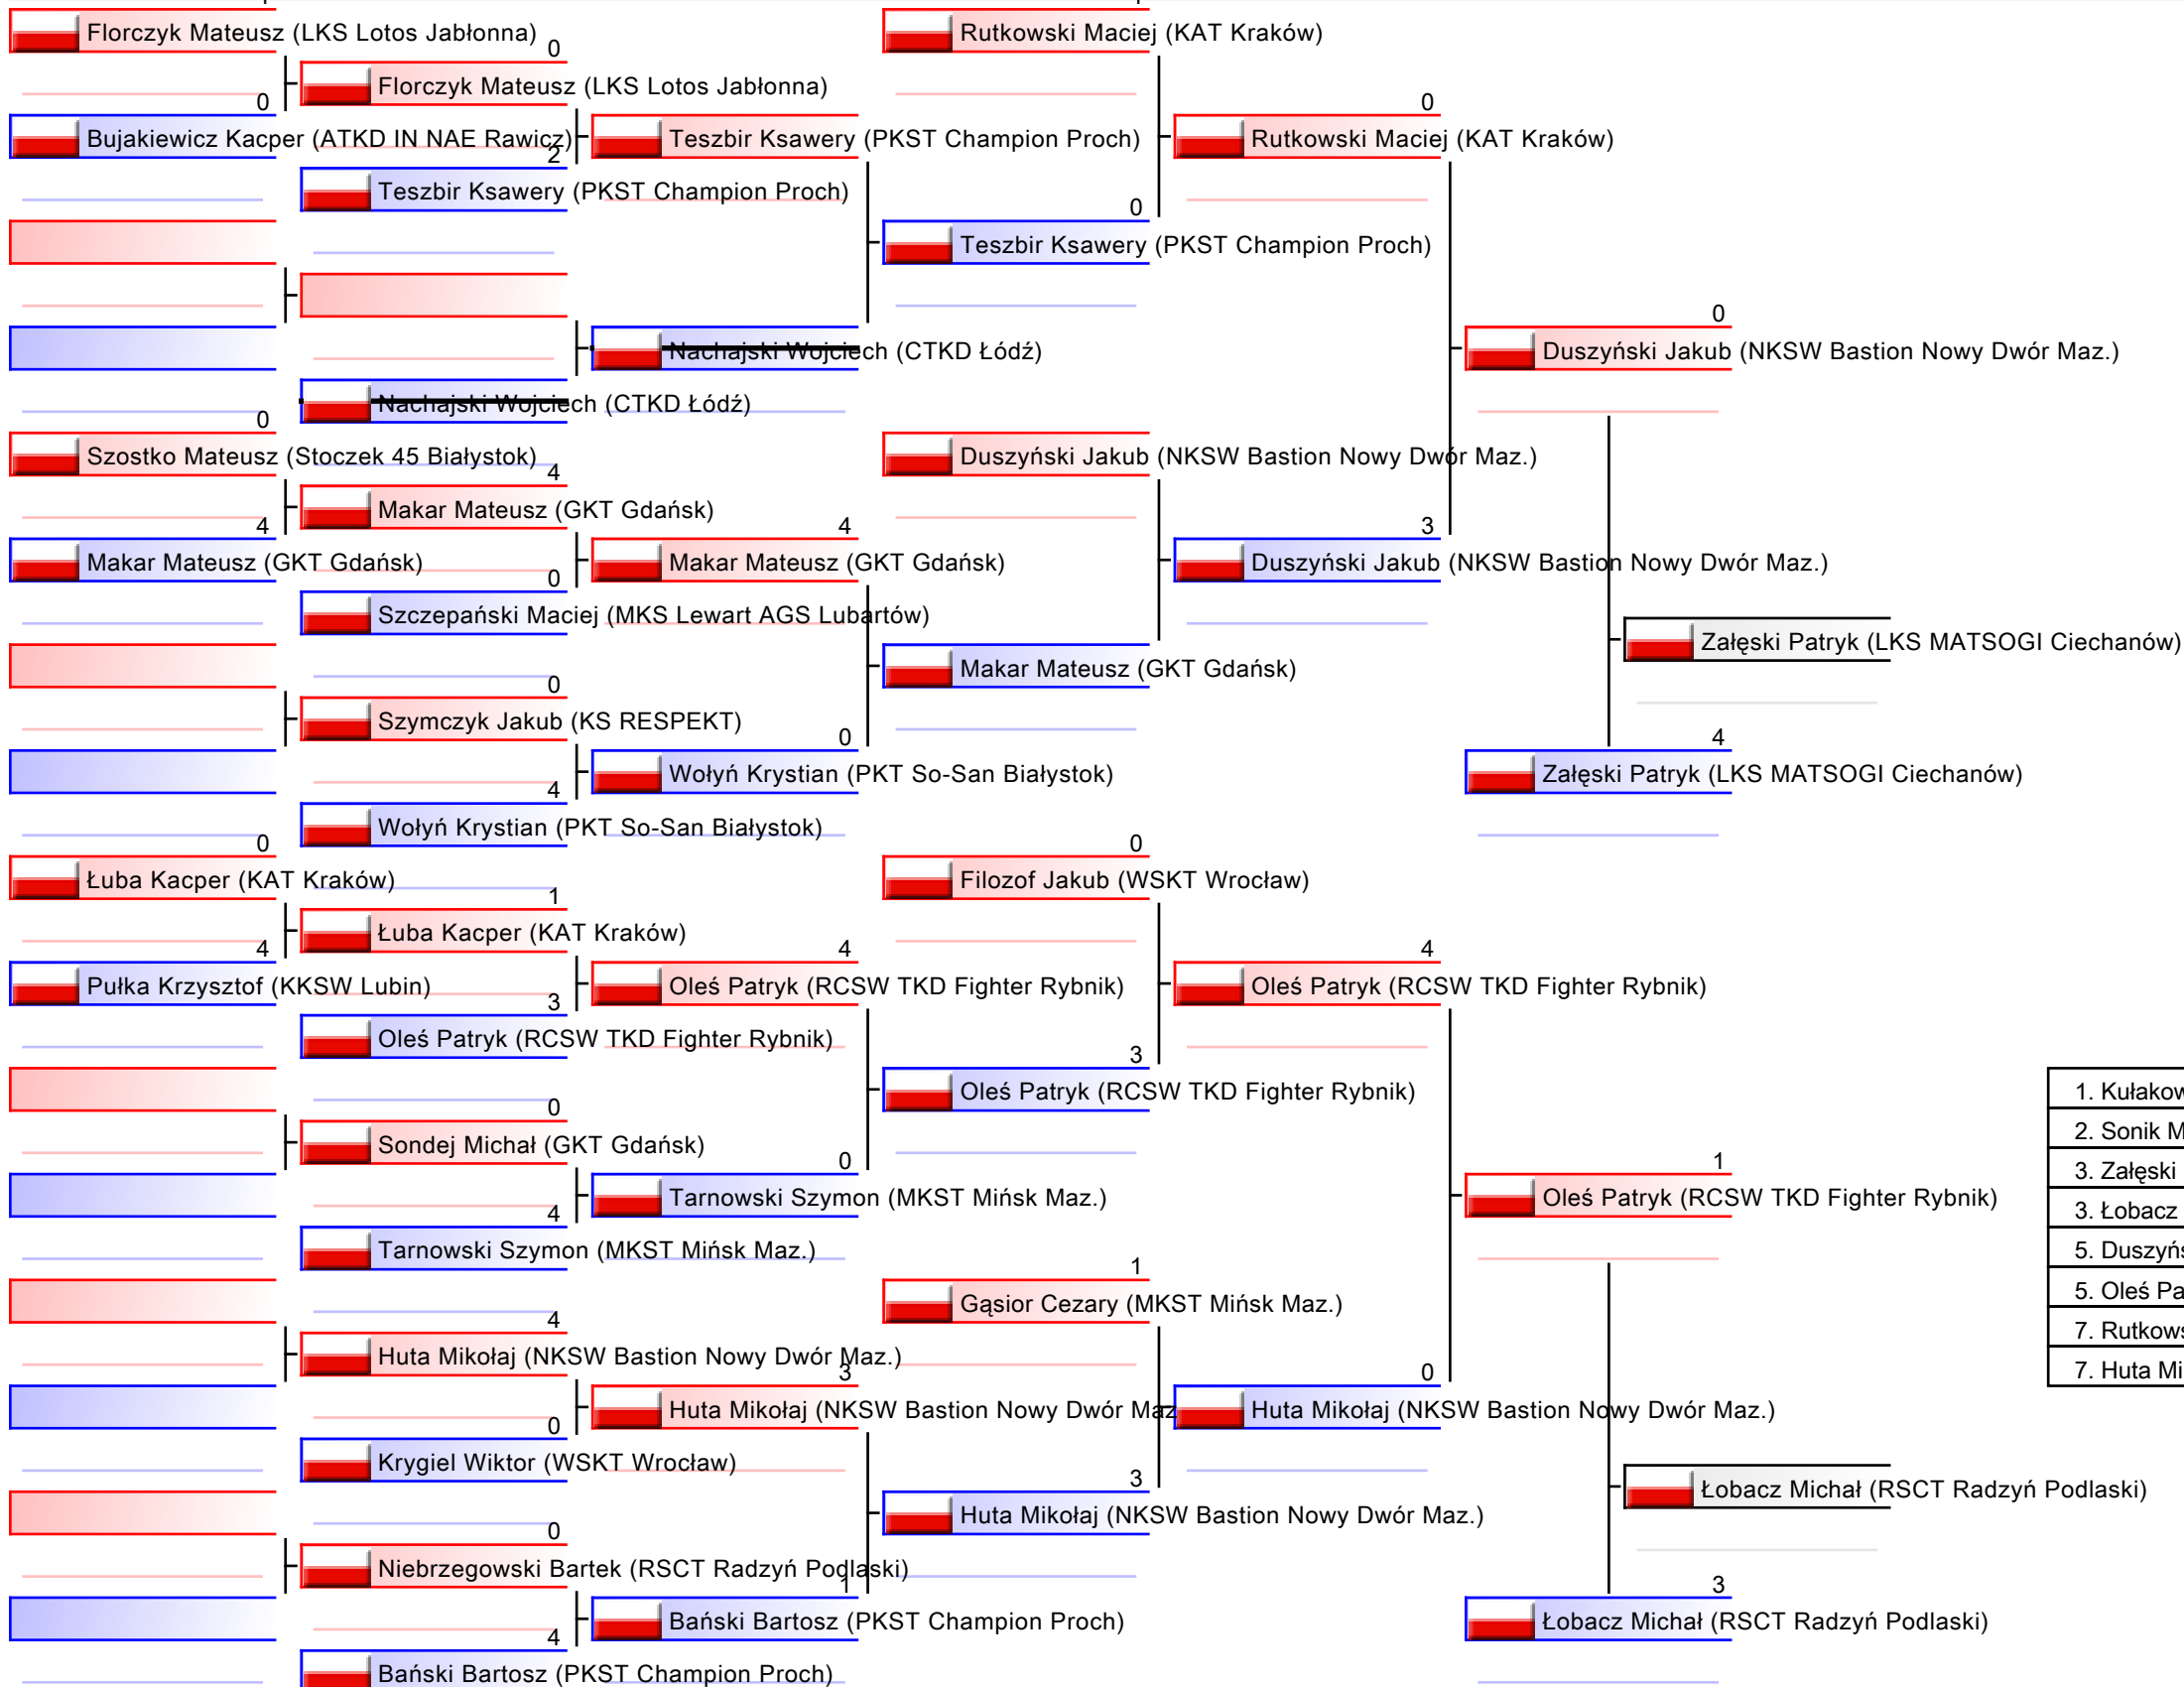 Florczyk Mateusz (LKS Lotos Jabłonna)
0
Bujakiewicz Kacper (ATKD IN NAE Rawicz)
0
Szostko Mateusz (Stoczek 45 Białystok)
4
Makar Mateusz (GKT Gdańsk)
0
Łuba Kacper (KAT Kraków)
4
Pułka Krzysztof (KKSW Lubin)
0
Florczyk Mateusz (LKS Lotos Jabłonna)
2
Teszbir Ksawery (PKST Champion Proch)
Nachajski Wojciech (CTKD Łódź)
4
Makar Mateusz (GKT Gdańsk)
0
Szczepański Maciej (MKS Lewart AGS Lubartów)
0
Szymczyk Jakub (KS RESPEKT)
4
Wołyń Krystian (PKT So-San Białystok)
1
Łuba Kacper (KAT Kraków)
3
Oleś Patryk (RCSW TKD Fighter Rybnik)
0
Sondej Michał (GKT Gdańsk)
4
Tarnowski Szymon (MKST Mińsk Maz.)
4
Huta Mikołaj (NKSW Bastion Nowy Dwór Maz.)
0
Krygiel Wiktor (WSKT Wrocław)
0
Niebrzegowski Bartek (RSCT Radzyń Podlaski)
4
Bański Bartosz (PKST Champion Proch)
Teszbir Ksawery (PKST Champion Proch)
Nachajski Wojciech (CTKD Łódź)
4
Makar Mateusz (GKT Gdańsk)
0
Wołyń Krystian (PKT So-San Białystok)
4
Oleś Patryk (RCSW TKD Fighter Rybnik)
0
Tarnowski Szymon (MKST Mińsk Maz.)
3
Huta Mikołaj (NKSW Bastion Nowy Dwór Maz
1
Bański Bartosz (PKST Champion Proch)
Rutkowski Maciej (KAT Kraków)
0
Teszbir Ksawery (PKST Champion Proch)
Duszyński Jakub (NKSW Bastion Nowy Dwór Maz.)
Makar Mateusz (GKT Gdańsk)
0
Filozof Jakub (WSKT Wrocław)
3
Oleś Patryk (RCSW TKD Fighter Rybnik)
1
Gąsior Cezary (MKST Mińsk Maz.)
3
Huta Mikołaj (NKSW Bastion Nowy Dwór Maz.)
0
Rutkowski Maciej (KAT Kraków)
3
Duszyński Jakub (NKSW Bastion Nowy Dwór Maz.)
4
Oleś Patryk (RCSW TKD Fighter Rybnik)
0
Huta Mikołaj (NKSW Bastion Nowy Dwór Maz.)
0
Duszyński Jakub (NKSW Bastion Nowy Dwór Maz.)
4
Załęski Patryk (LKS MATSOGI Ciechanów)
1
Oleś Patryk (RCSW TKD Fighter Rybnik)
3
Łobacz Michał (RSCT Radzyń Podlaski)
Załęski Patryk (LKS MATSOGI Ciechanów)
Łobacz Michał (RSCT Radzyń Podlaski)
1. Kułakow
2. Sonik M
3. Załęski
3. Łobacz
5. Duszyńs
5. Oleś Pa
7. Rutkows
7. Huta Mi